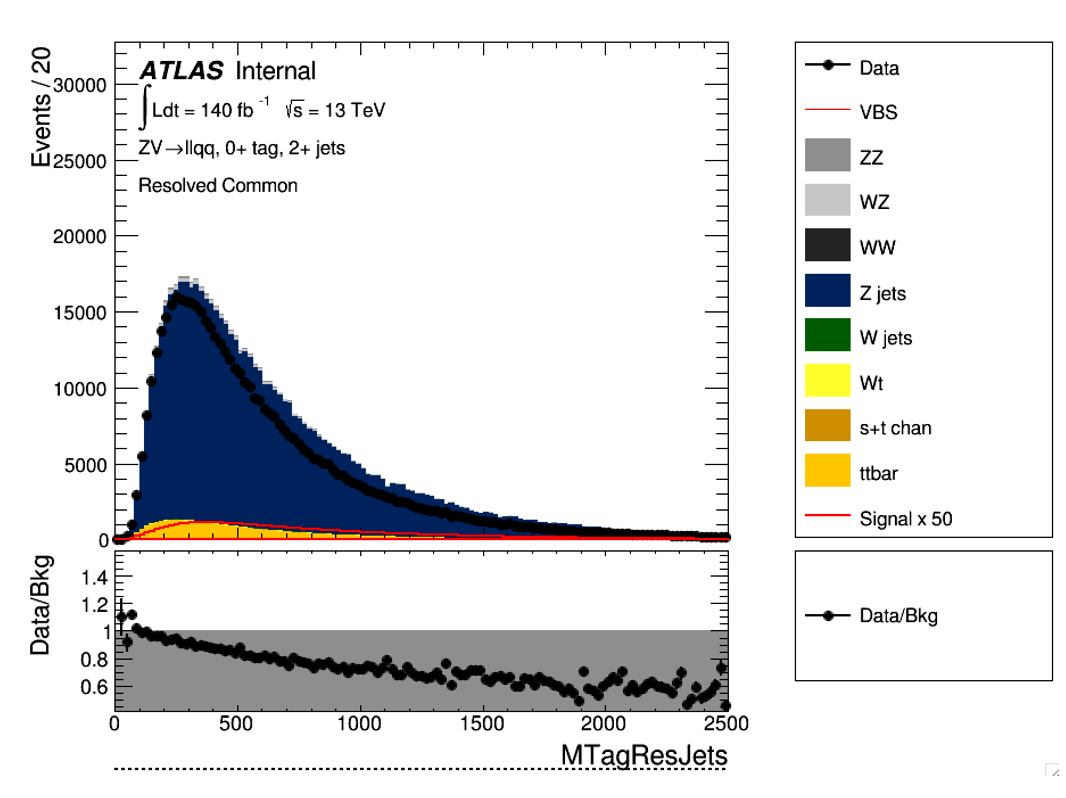 Events / 20
30000
25000
20000
15000
10000
5000
0
ATLAS Internal
∫Ldt = 140 fb⁻¹ √s = 13 TeV
ZV→llqq, 0+ tag, 2+ jets
Resolved Common
Data
VBS
ZZ
WZ
WW
Z jets
W jets
Wt
s+t chan
ttbar
Signal x 50
Data/Bkg
1.4
1.2
1
0.8
0.6
0 500 1000 1500 2000 2500
MTagResJets
Data/Bkg